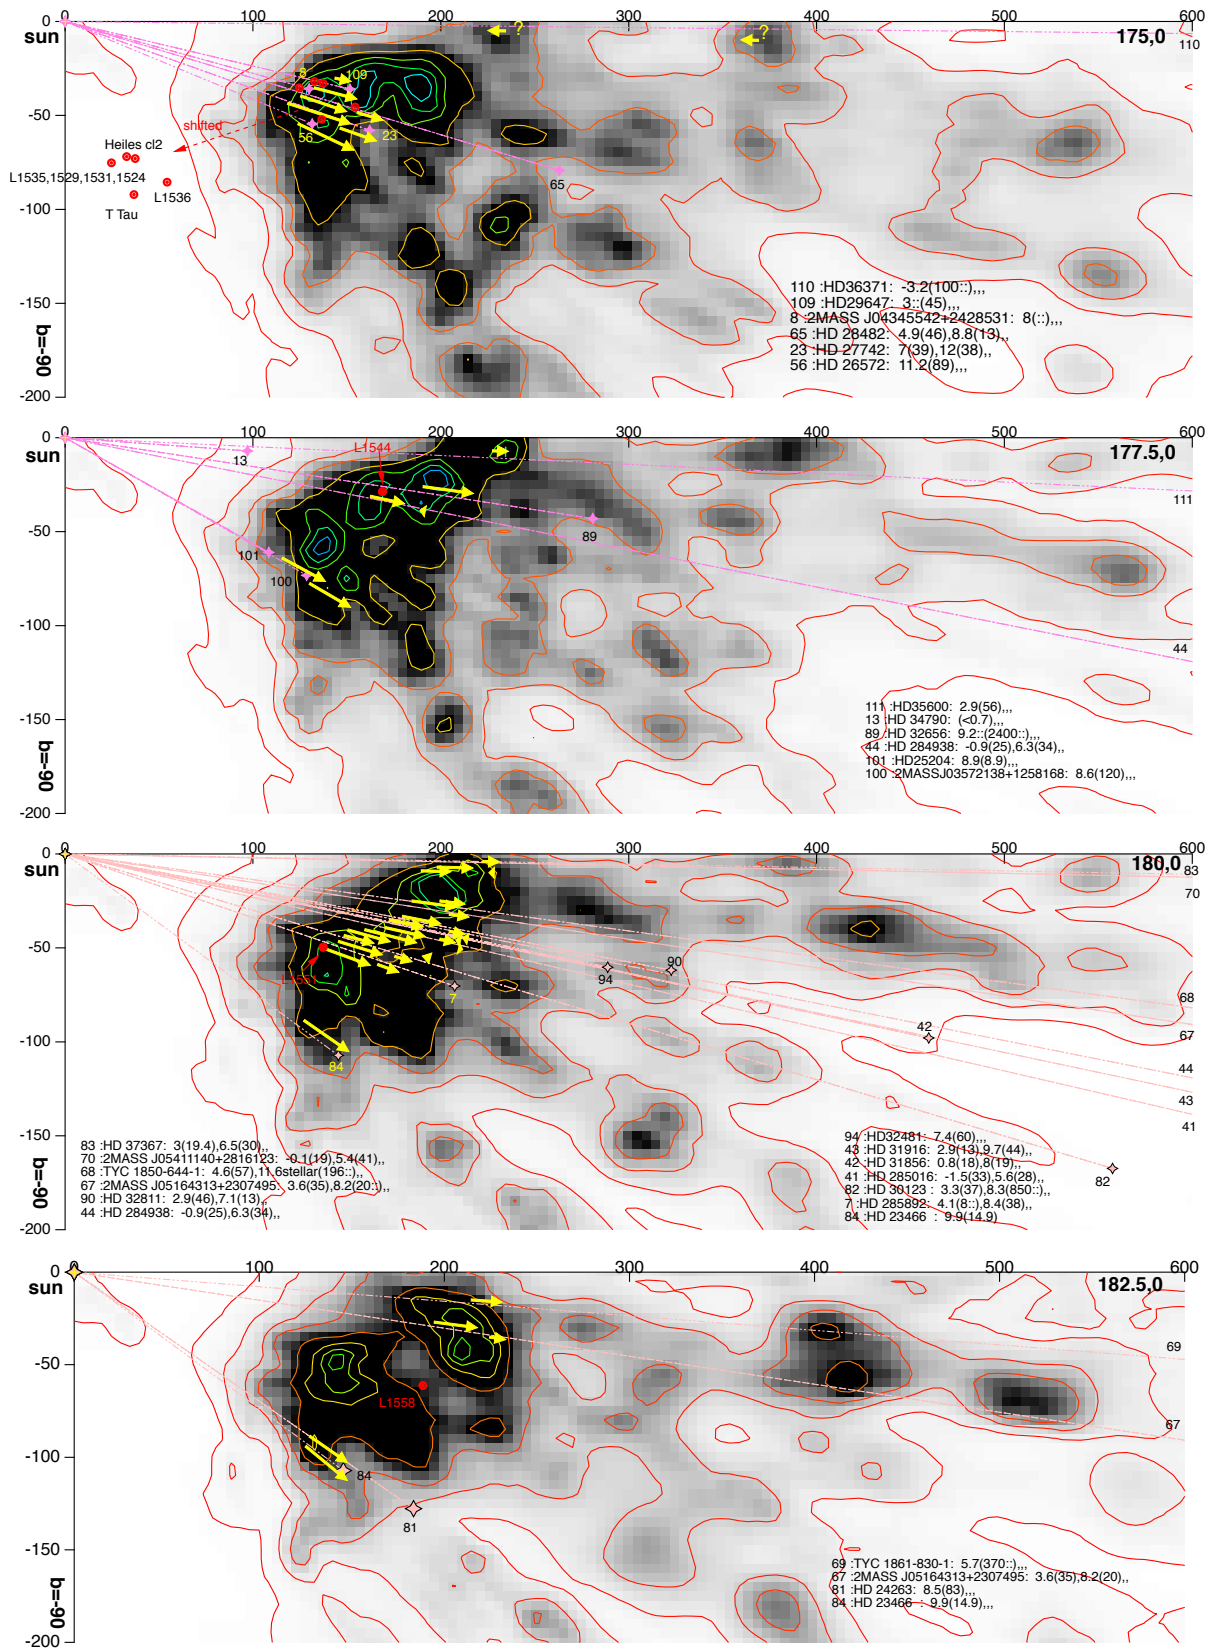 0 100 200 300 400 500 600
sun
175,0
110
? ?
0
-50
-100
-150
-200
b=-90
8
109
56
23
65
shifted
Heiles cl2
L1535,1529,1531,1524
L1536
T Tau
110 :HD36371: -3.2(100::),,,
109 :HD29647: 3::(45),,,
8 :2MASS J04345542+2428531: 8(::),,,
65 :HD 28482: 4.9(46),8.8(13),,
23 :HD 27742: 7(39),12(38),,
56 :HD 26572: 11.2(89),,,
0 100 200 300 400 500 600
sun
177.5,0
0
-50
-100
-150
-200
b=-90
13
L1544
111
89
101
100
44
111 :HD35600: 2.9(56),,,
13 :HD 34790: (<0.7),,,
89 :HD 32656: 9.2::(2400::),,,
44 :HD 284938: -0.9(25),6.3(34),,
101 :HD25204: 8.9(8.9),,,
100 :2MASSJ03572138+1258168: 8.6(120),,,
0 100 200 300 400 500 600
sun
180,0
0
-50
-100
-150
-200
b=-90
83
70
L1551
90
94
7
68
42
67
84
44
43
41
82
83 :HD 37367: 3(19.4),6.5(30),,,
70 :2MASS J05411140+2816123: -0.1(19),5.4(41),,
68 :TYC 1850-644-1: 4.6(57),11.6stellar(196::),,
67 :2MASS J05164313+2307495: 3.6(35),8.2(20::),,
90 :HD 32811: 2.9(46),7.1(13),,
44 :HD 284938: -0.9(25),6.3(34),,
94 :HD32481: 7.4(60),,,
43 :HD 31916: 2.9(13),9.7(44),,
42 :HD 31856: 0.8(18),8(19),,
41 :HD 285016: -1.5(33),5.6(28),,
82 :HD 30123 : 3.3(37),8.3(850::),,
7 :HD 285892: 4.1(8::),8.4(38),,
84 :HD 23466 : 9.9(14.9)
0 100 200 300 400 500 600
sun
182.5,0
0
-50
-100
-150
-200
b=-90
69
L1558
67
84
81
69 :TYC 1861-830-1: 5.7(370::),,,
67 :2MASS J05164313+2307495: 3.6(35),8.2(20),,
81 :HD 24263: 8.5(83),,,
84 :HD 23466 : 9.9(14.9),,,